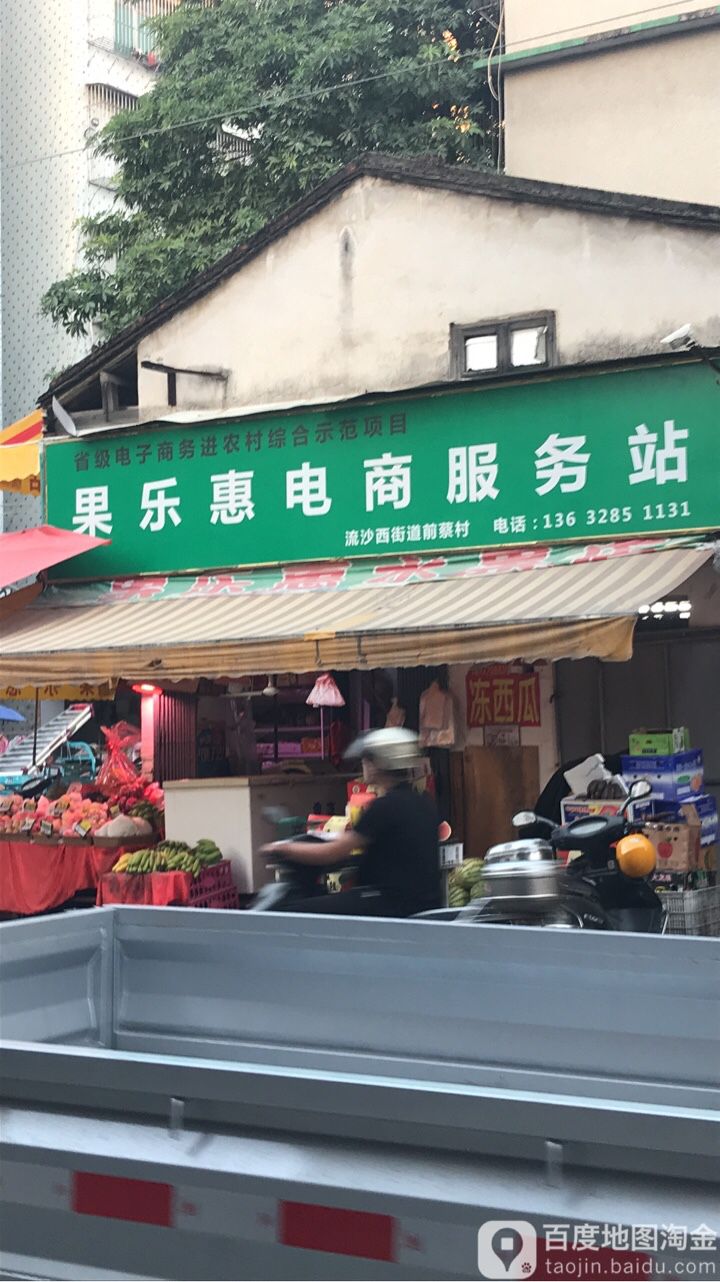 省级电子商务进农村综合示范项目
果乐惠电商服务站
流沙西街道前蔡村 电话：136 3285 1131
冻西瓜
百度地图淘金
taojin.baidu.com